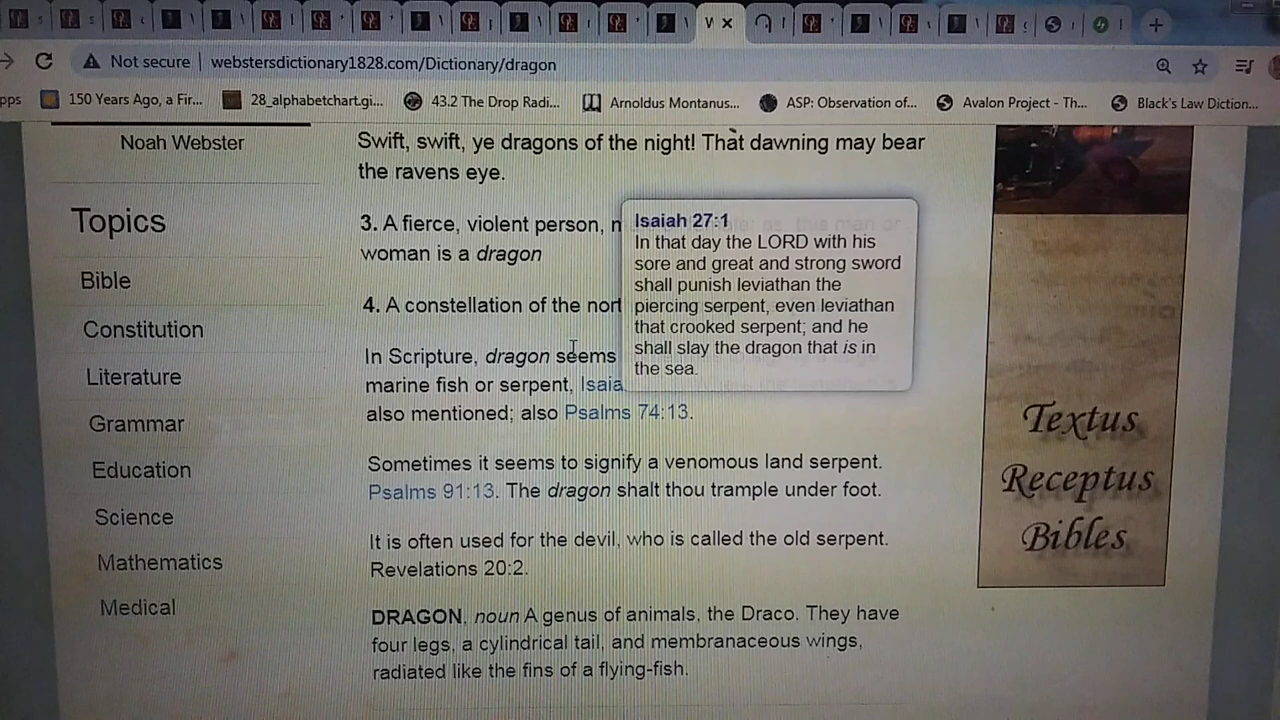 Not secure | webstersdictionary1828.com/Dictionary/dragon
pps 150 Years Ago, a Fir... 28_alphabetchart.gi... 43.2 The Drop Radi... Arnoldus Montanus... ASP: Observation of... Avalon Project - Th... Black's Law Diction...
Noah Webster
Topics
Bible
Constitution
Literature
Grammar
Education
Science
Mathematics
Medical
Swift, swift, ye dragons of the night! That dawning may bear
the ravens eye.
3. A fierce, violent person,
woman is a dragon
4. A constellation of the nort
In Scripture, dragon seems
marine fish or serpent, Isaia
also mentioned; also Psalms 74:13.
Sometimes it seems to signify a venomous land serpent.
Psalms 91:13. The dragon shalt thou trample under foot.
It is often used for the devil, who is called the old serpent.
Revelations 20:2.
DRAGON, noun A genus of animals, the Draco. They have
four legs, a cylindrical tail, and membranaceous wings,
radiated like the fins of a flying-fish.
Isaiah 27:1
In that day the LORD with his
sore and great and strong sword
shall punish leviathan the
piercing serpent, even leviathan
that crooked serpent; and he
shall slay the dragon that is in
the sea.
Textus
Receptus
Bibles